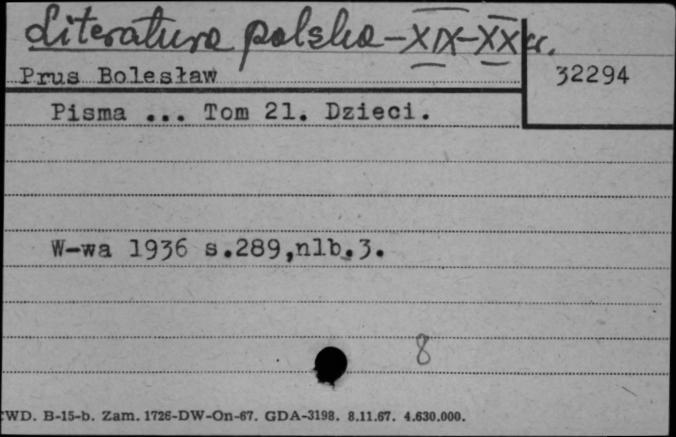 Literatura polska - XIX-XX w.
Prus Bolesław
32294
Pisma ... Tom 21. Dzieci.
W-wa 1936 s.289,nlb.3.
8
WD. B-15-b. Zam. 1726-DW-On-67. GDA-3198. 8.11.67. 4.630.000.